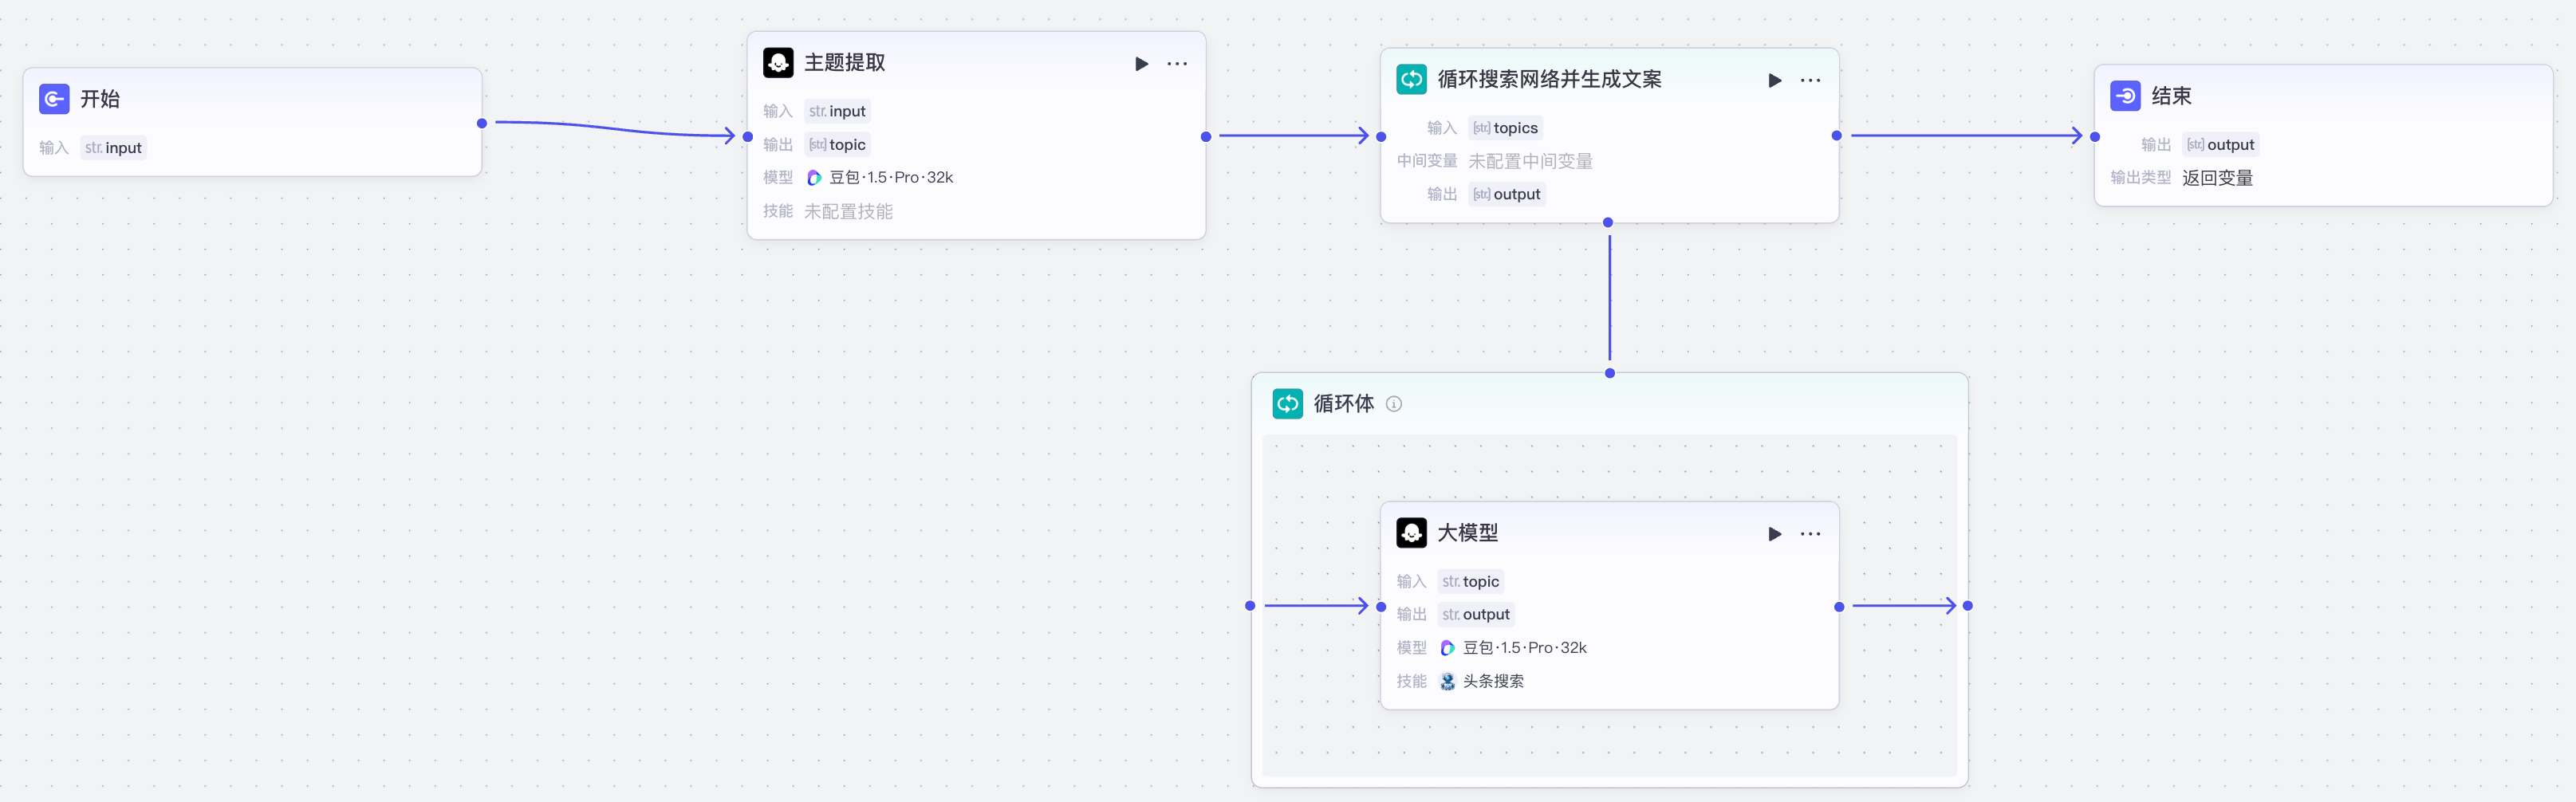 开始
输入 str. input
主题提取
输入 str. input
输出 [str] topic
模型 豆包·1.5·Pro·32k
技能 未配置技能
循环搜索网络并生成文案
输入 [str] topics
中间变量 未配置中间变量
输出 [str] output
结束
输出 [str] output
输出类型 返回变量
循环体
大模型
输入 str. topic
输出 str. output
模型 豆包·1.5·Pro·32k
技能 头条搜索